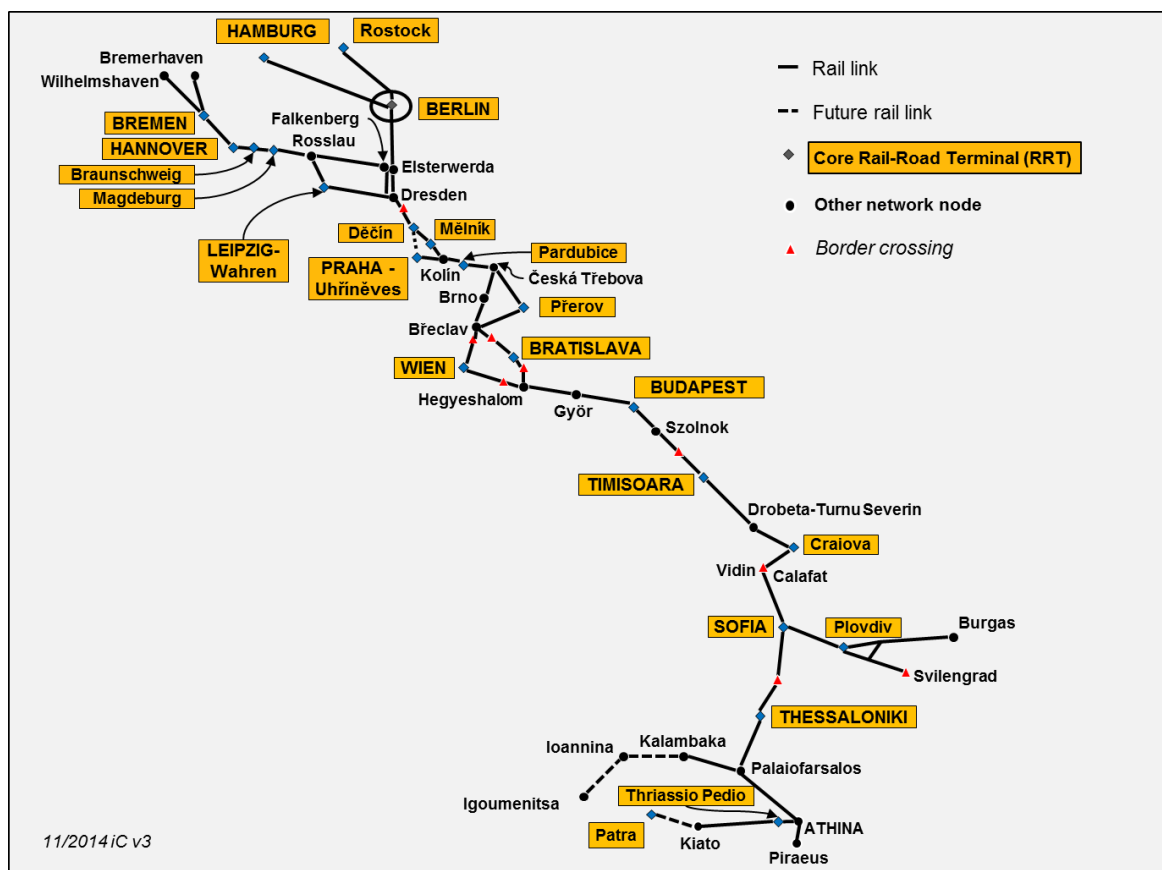 HAMBURG
Rostock
Bremerhaven
Wilhelmshaven
Rail link
Future rail link
Core Rail-Road Terminal (RRT)
Other network node
Border crossing
BERLIN
BREMEN
Falkenberg
Rosslau
HANNOVER
Elsterwerda
Braunschweig
Magdeburg
Dresden
LEIPZIG-
Wahren
Děčín
Mělník
Pardubice
PRAHA -
Uhříněves
Kolín
Česká Třebova
Brno
Přerov
Břeclav
BRATISLAVA
WIEN
Hegyeshalom
BUDAPEST
Györ
Szolnok
TIMISOARA
Drobeta-Turnu Severin
Craiova
Vidin
Calafat
SOFIA
Plovdiv
Burgas
Svilengrad
THESSALONIKI
Ioannina
Kalambaka
Palaiofarsalos
Igoumenitsa
Thriassio Pedio
Patra
Kiato
ATHINA
Piraeus
11/2014 iC v3